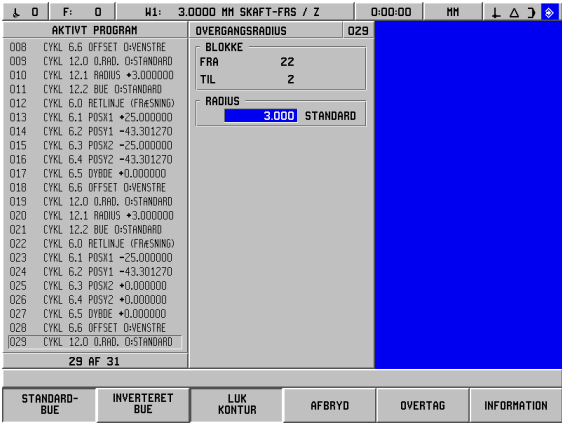 0 F: 0 W1: 3.0000 MM SKAFT-FRS / Z 0:00:00 MM
AKTIVT PROGRAM
008 CYKL 6.6 OFFSET 0:VENSTRE
009 CYKL 12.0 O.RAD. 0:STANDARD
010 CYKL 12.1 RADIUS +3.000000
011 CYKL 12.2 BUE 0:STANDARD
012 CYKL 6.0 RETLINJE (FRÆSNING)
013 CYKL 6.1 POSX1 +25.000000
014 CYKL 6.2 POSY1 -43.301270
015 CYKL 6.3 POSX2 -25.000000
016 CYKL 6.4 POSY2 -43.301270
017 CYKL 6.5 DYBDE +0.000000
018 CYKL 6.6 OFFSET 0:VENSTRE
019 CYKL 12.0 O.RAD. 0:STANDARD
020 CYKL 12.1 RADIUS +3.000000
021 CYKL 12.2 BUE 0:STANDARD
022 CYKL 6.0 RETLINJE (FRÆSNING)
023 CYKL 6.1 POSX1 -25.000000
024 CYKL 6.2 POSY1 -43.301270
025 CYKL 6.3 POSX2 +0.000000
026 CYKL 6.4 POSY2 +0.000000
027 CYKL 6.5 DYBDE +0.000000
028 CYKL 6.6 OFFSET 0:VENSTRE
029 CYKL 12.0 O.RAD. 0:STANDARD
29 AF 31
OVERGANGSRADIUS 029
BLOKKE
FRA 22
TIL 2
RADIUS
3.000 STANDARD
STANDARD-
BUE
INVERTERET
BUE
LUK
KONTUR
AFBRYD
OVERTAG
INFORMATION